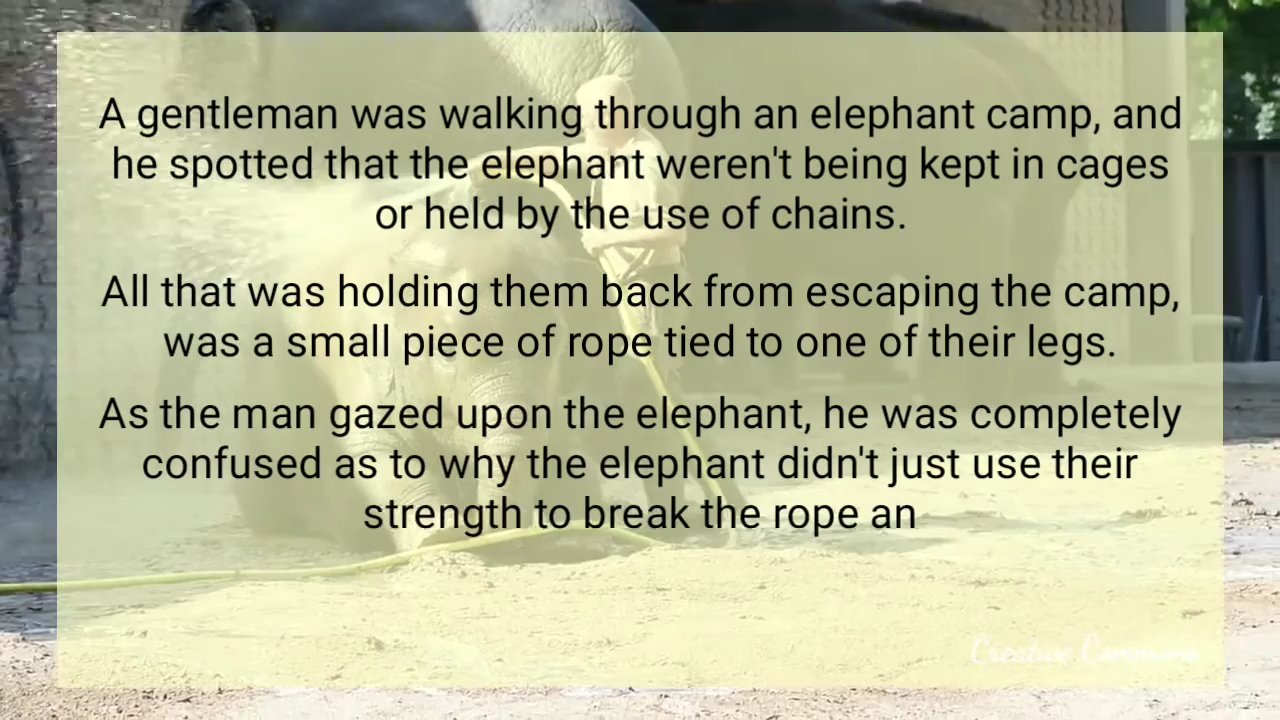 A gentleman was walking through an elephant camp, and
he spotted that the elephant weren't being kept in cages
or held by the use of chains.
All that was holding them back from escaping the camp,
was a small piece of rope tied to one of their legs.
As the man gazed upon the elephant, he was completely
confused as to why the elephant didn't just use their
strength to break the rope an
Creative Commons